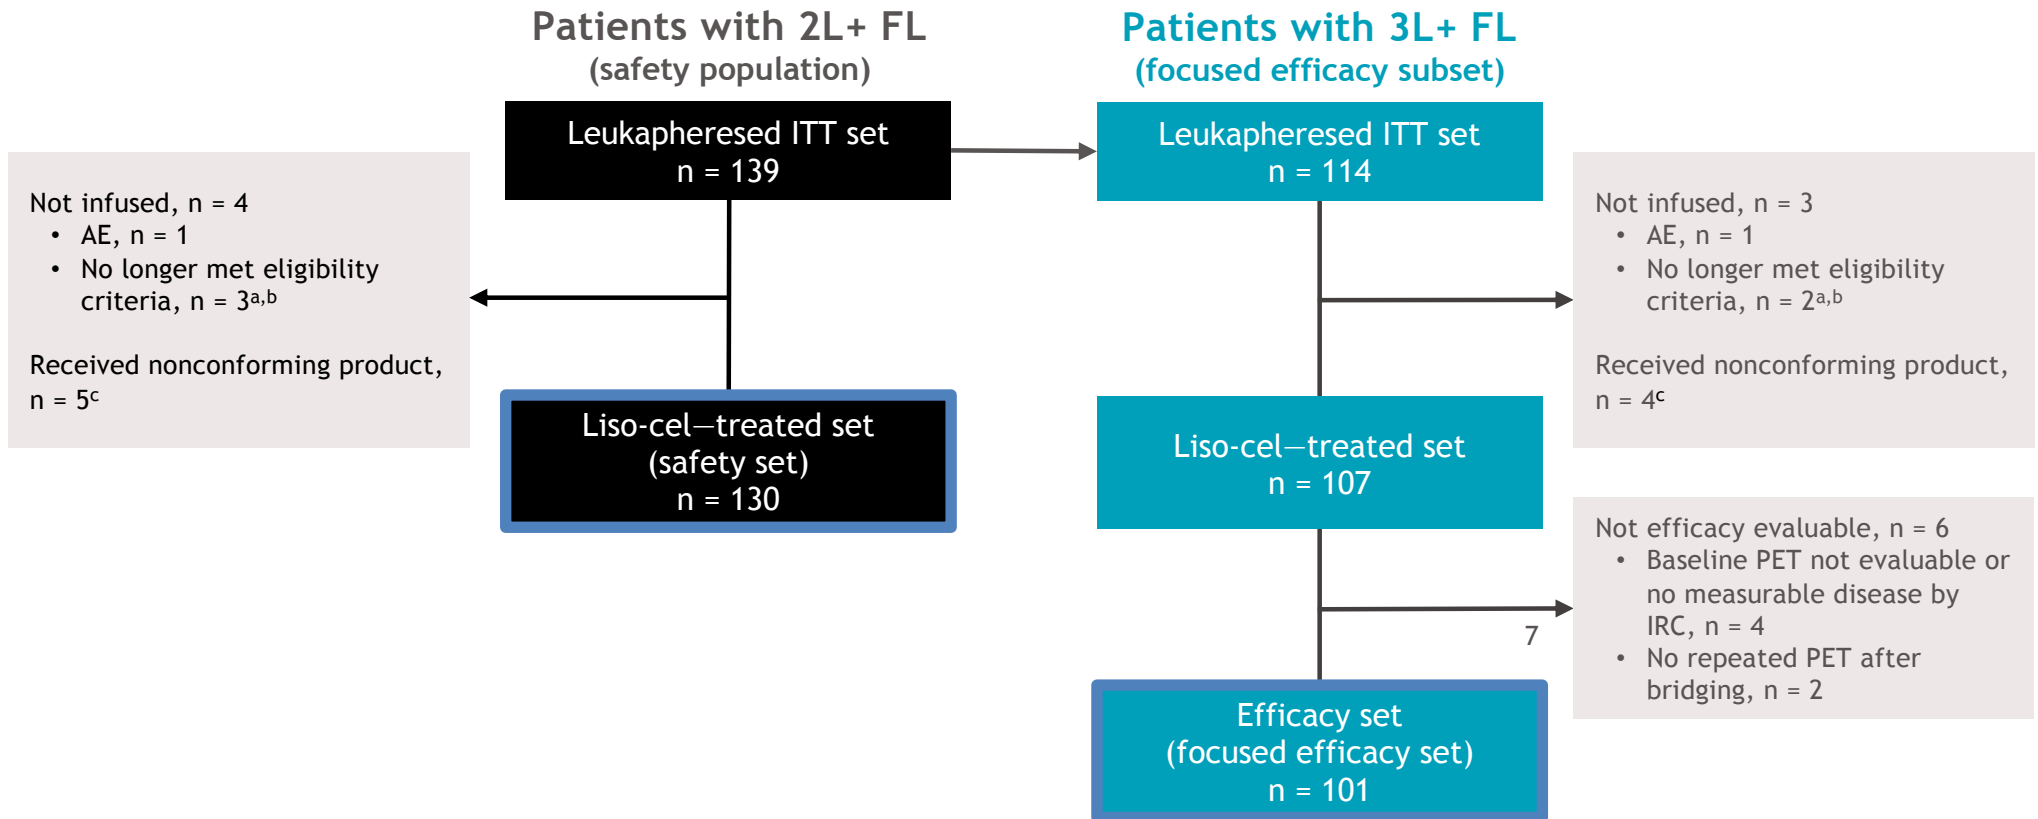 Patients with 2L+ FL
(safety population)
Leukapheresed ITT set
n = 139
Not infused, n = 4
• AE, n = 1
• No longer met eligibility
criteria, n = 3a,b
Received nonconforming product,
n = 5c
Liso-cel—treated set
(safety set)
n = 130
Patients with 3L+ FL
(focused efficacy subset)
Leukapheresed ITT set
n = 114
Not infused, n = 3
• AE, n = 1
• No longer met eligibility
criteria, n = 2a,b
Received nonconforming product,
n = 4c
Liso-cel—treated set
n = 107
Not efficacy evaluable, n = 6
• Baseline PET not evaluable or
no measurable disease by
IRC, n = 4
• No repeated PET after
bridging, n = 2
7
Efficacy set
(focused efficacy set)
n = 101